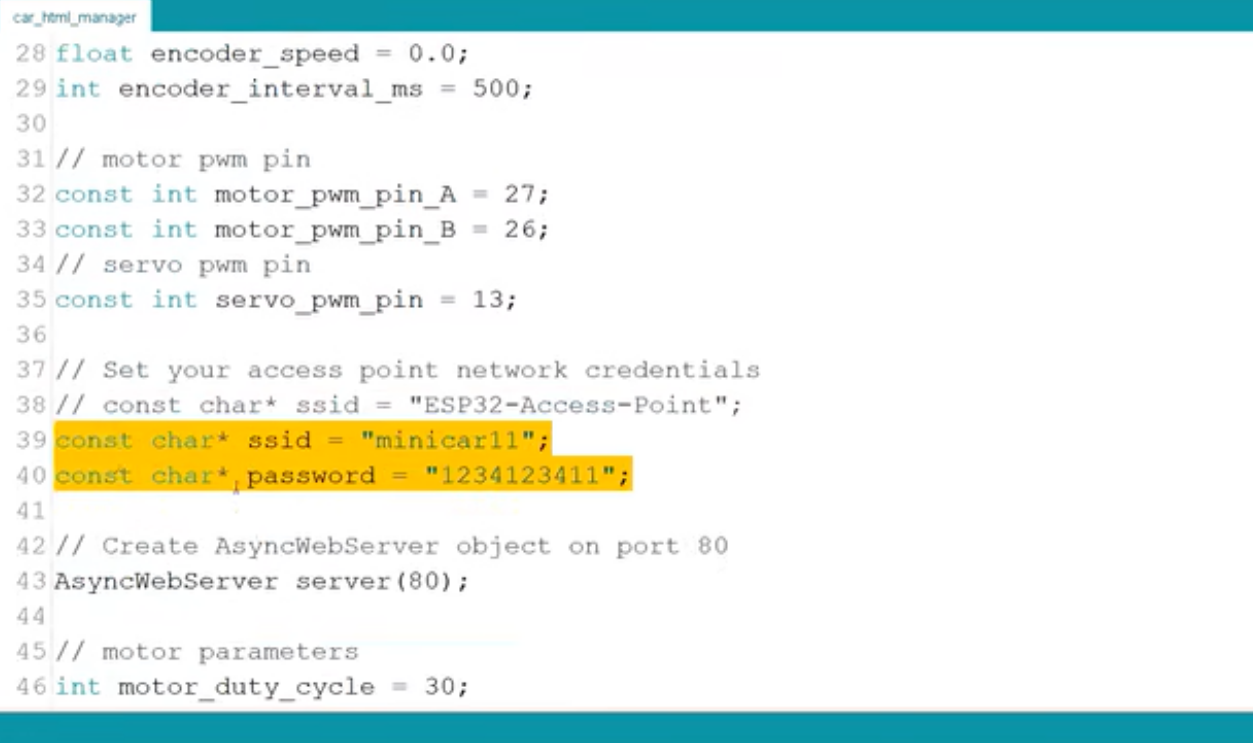 car_html_manager
28 float encoder_speed = 0.0;
29 int encoder_interval_ms = 500;
30
31 // motor pwm pin
32 const int motor_pwm_pin_A = 27;
33 const int motor_pwm_pin_B = 26;
34 // servo pwm pin
35 const int servo_pwm_pin = 13;
36
37 // Set your access point network credentials
38 // const char* ssid = "ESP32-Access-Point";
39 const char* ssid = "minicar11";
40 const char* password = "1234123411";
41
42 // Create AsyncWebServer object on port 80
43 AsyncWebServer server(80);
44
45 // motor parameters
46 int motor_duty_cycle = 30;